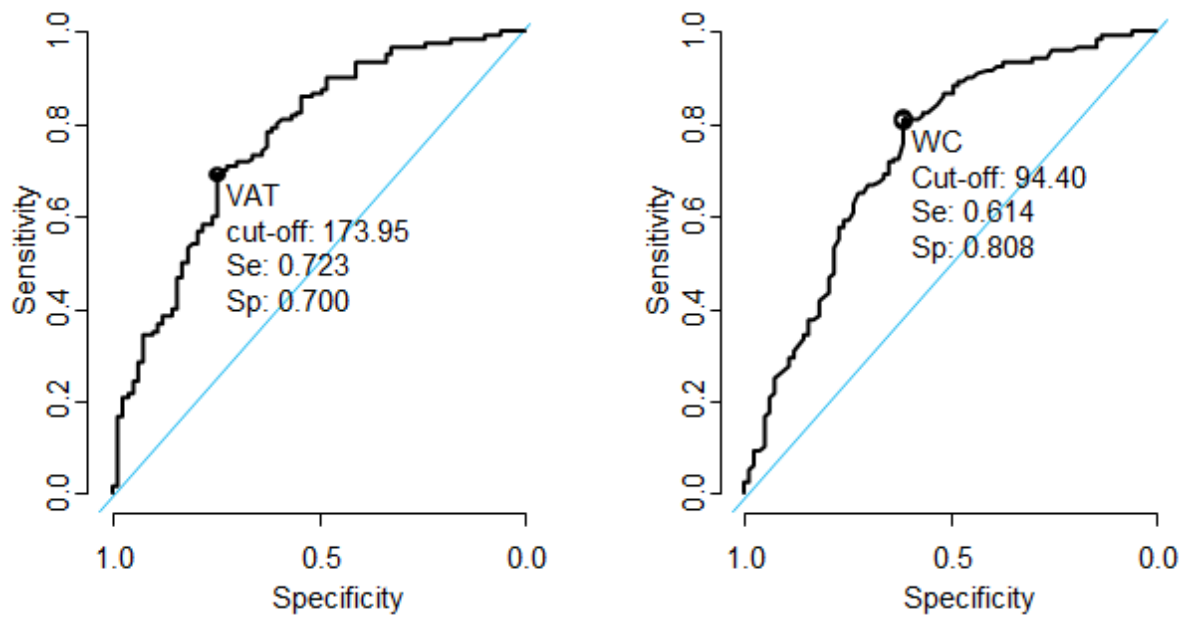 1.0
0.8
0.6
0.4
0.2
0.0
Sensitivity
VAT
cut-off: 173.95
Se: 0.723
Sp: 0.700
1.0 0.5 0.0
Specificity
1.0
0.8
0.6
0.4
0.2
0.0
Sensitivity
WC
Cut-off: 94.40
Se: 0.614
Sp: 0.808
1.0 0.5 0.0
Specificity